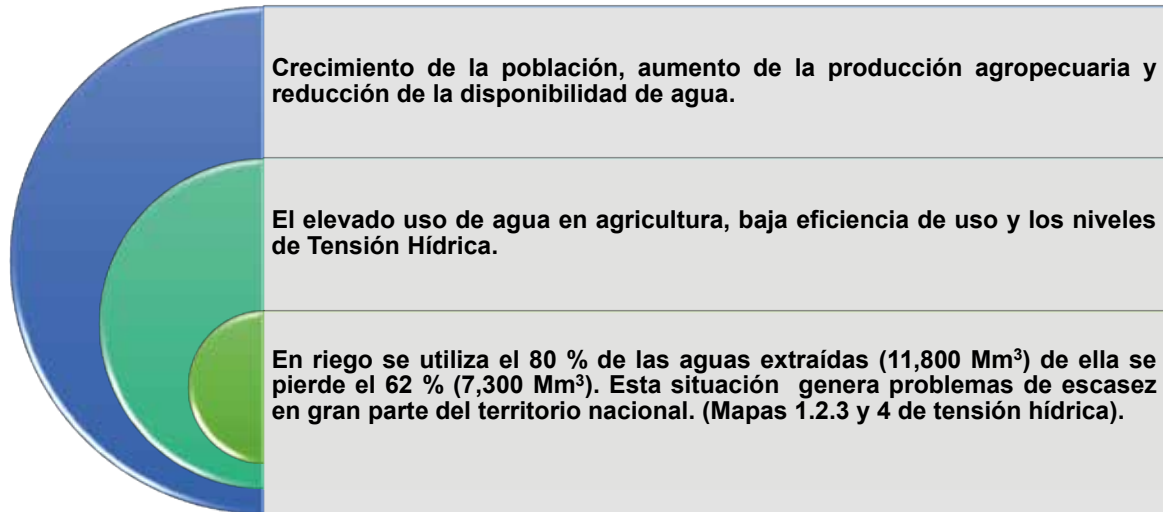 Crecimiento de la población, aumento de la producción agropecuaria y
reducción de la disponibilidad de agua.
El elevado uso de agua en agricultura, baja eficiencia de uso y los niveles
de Tensión Hídrica.
En riego se utiliza el 80 % de las aguas extraídas (11,800 Mm³) de ella se
pierde el 62 % (7,300 Mm³). Esta situación genera problemas de escasez
en gran parte del territorio nacional. (Mapas 1.2.3 y 4 de tensión hídrica).